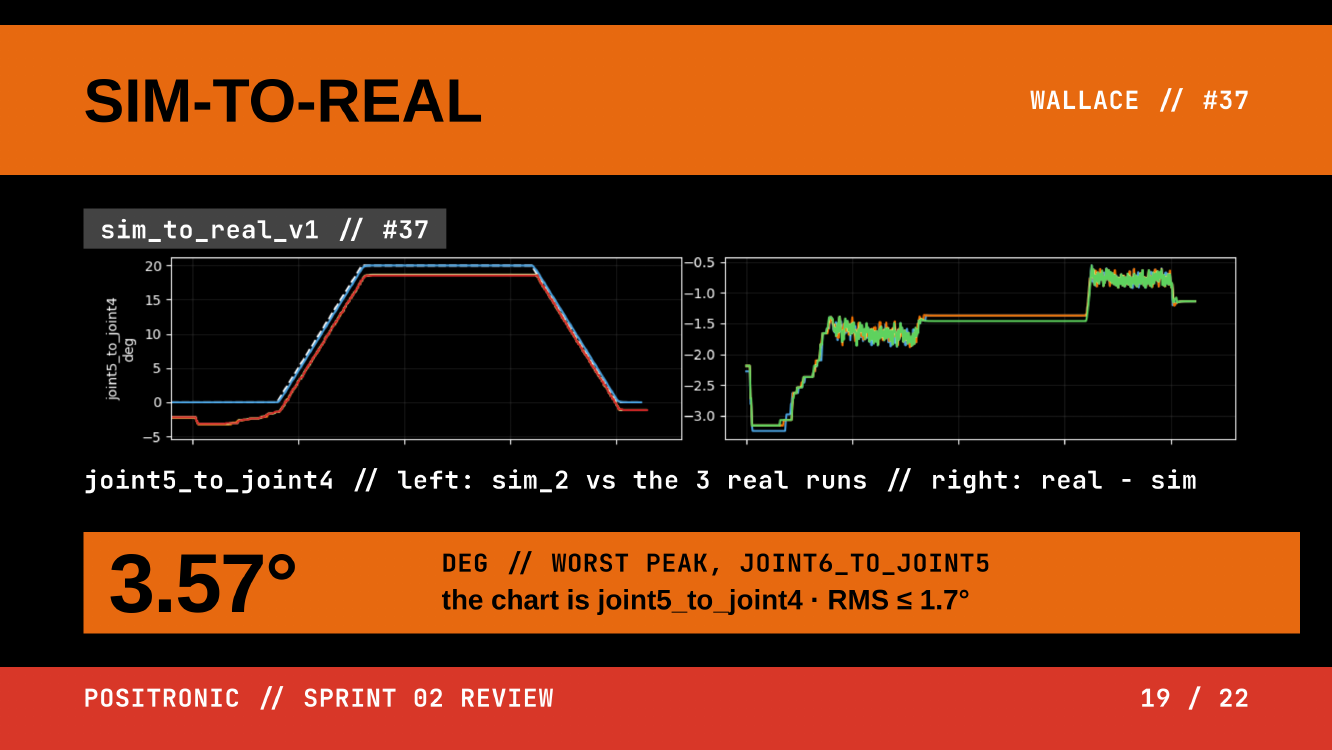 SIM-TO-REAL
WALLACE // #37
sim_to_real_v1 // #37
joint5_to_joint4
deg
20
15
10
5
0
−5
−0.5
−1.0
−1.5
−2.0
−2.5
−3.0
joint5_to_joint4 // left: sim_2 vs the 3 real runs // right: real - sim
3.57°
DEG // WORST PEAK, JOINT6_TO_JOINT5
the chart is joint5_to_joint4 · RMS ≤ 1.7°
POSITRONIC // SPRINT 02 REVIEW
19 / 22